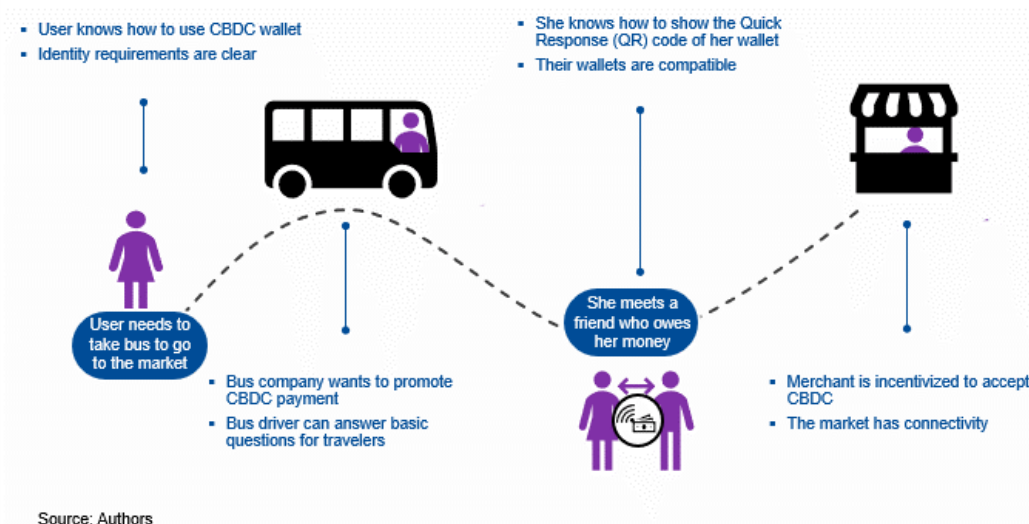 ▪ User knows how to use CBDC wallet
▪ Identity requirements are clear
▪ She knows how to show the Quick
Response (QR) code of her wallet
▪ Their wallets are compatible
User needs to
take bus to go
to the market
▪ Bus company wants to promote
CBDC payment
▪ Bus driver can answer basic
questions for travelers
She meets a
friend who owes
her money
▪ Merchant is incentivized to accept
CBDC
▪ The market has connectivity
Source: Authors